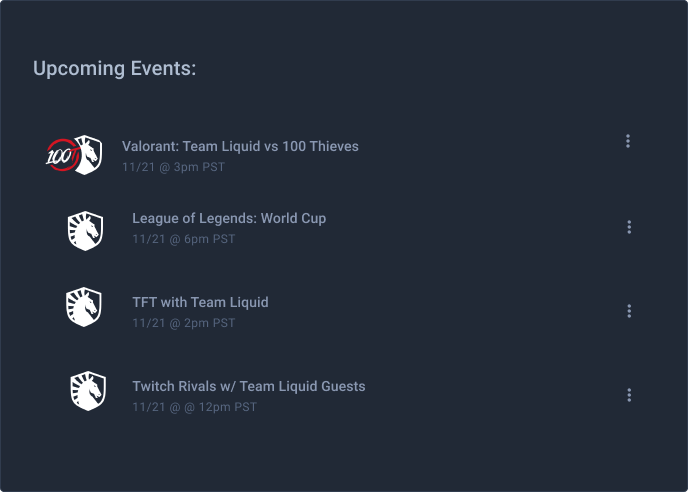 Upcoming Events:
100T
Valorant: Team Liquid vs 100 Thieves
11/21 @ 3pm PST
League of Legends: World Cup
11/21 @ 6pm PST
TFT with Team Liquid
11/21 @ 2pm PST
Twitch Rivals w/ Team Liquid Guests
11/21 @ @ 12pm PST